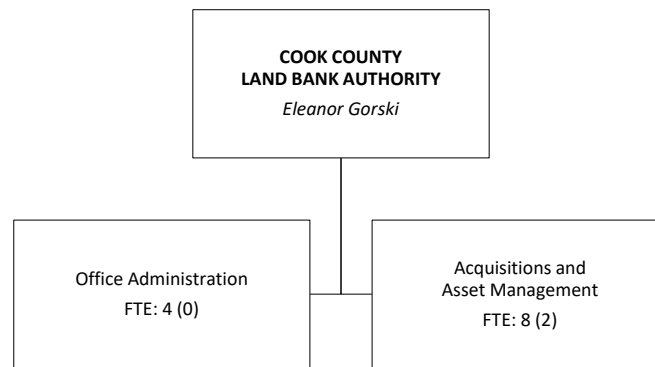 COOK COUNTY
LAND BANK AUTHORITY
Eleanor Gorski
Office Administration
FTE: 4 (0)
Acquisitions and
Asset Management
FTE: 8 (2)